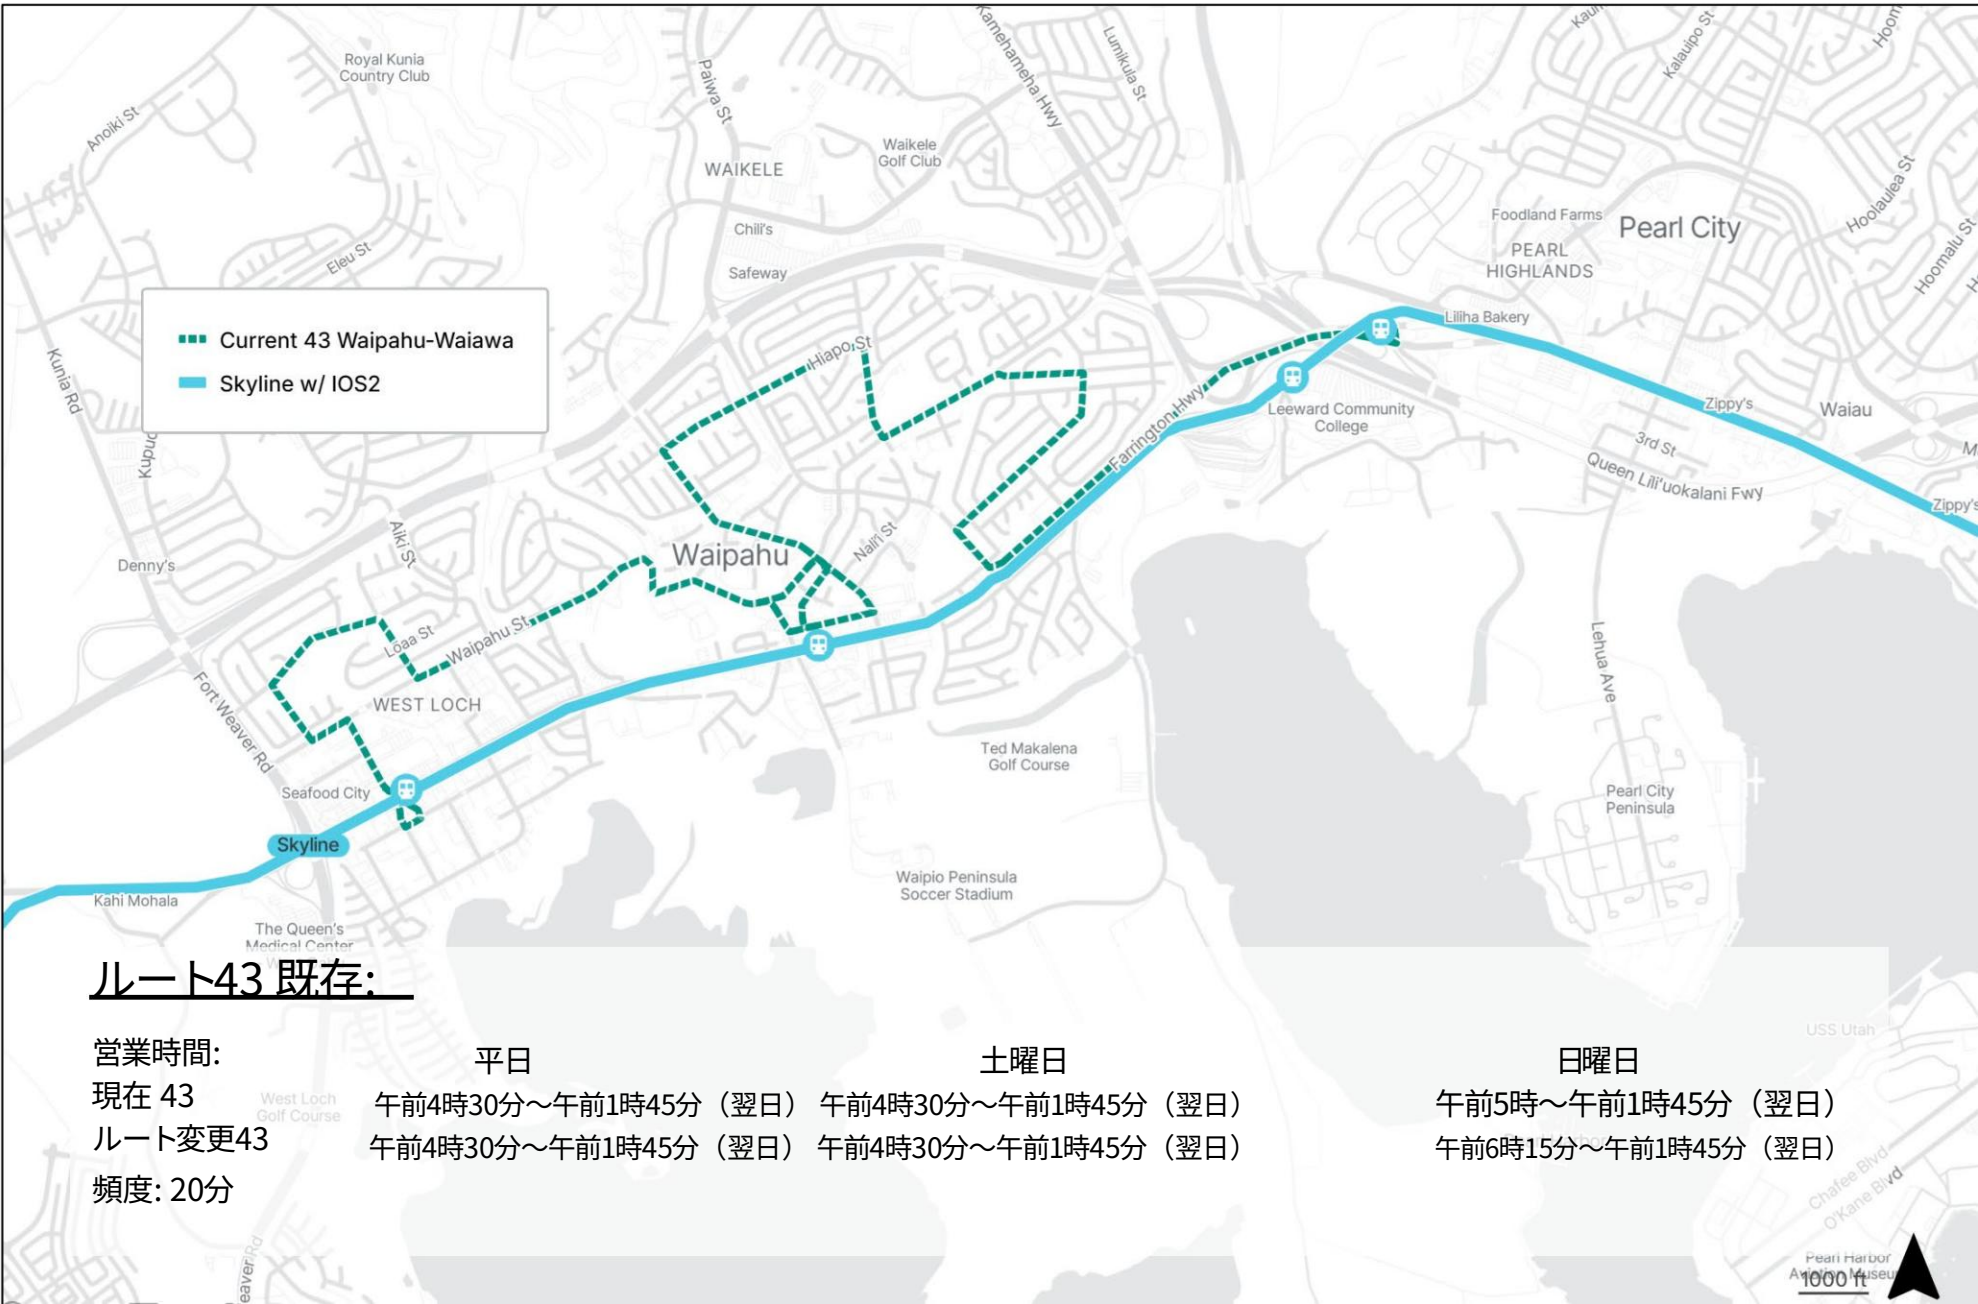 Royal Kunia
Country Club
Anoiki St
Paiwa St
Kamehameha Hwy
Lumikula St
Kalauipo St
WAIKELE
Waikele
Golf Club
Chili's
Safeway
Eleu St
Foodland Farms
Pearl City
PEARL
HIGHLANDS
Hoolaulea St
Hoomalu St
Current 43 Waipahu-Waiawa
Skyline w/ IOS2
Kunia Rd
Hiapo St
Liliha Bakery
Farrington Hwy
Leeward Community
College
Zippy's
Waiau
3rd St
Queen Lili'uokalani Fwy
Zippy's
Aiki St
Denny's
Waipahu
Nalii St
Loaa St
Waipahu St
WEST LOCH
Fort Weaver Rd
Lehua Ave
Ted Makalena
Golf Course
Seafood City
Pearl City
Peninsula
Skyline
Kahi Mohala
Waipio Peninsula
Soccer Stadium
The Queen's
Medical Center
ルート43 既存:
USS Utah
営業時間:
平日 土曜日 日曜日
現在 43 午前4時30分～午前1時45分（翌日） 午前4時30分～午前1時45分（翌日） 午前5時～午前1時45分（翌日）
West Loch
Golf Course
ルート変更43 午前4時30分～午前1時45分（翌日） 午前4時30分～午前1時45分（翌日） 午前6時15分～午前1時45分（翌日）
頻度: 20分
Chafee Blvd
O'Kane Blvd
Pearl Harbor
Aviation Museu
1000 ft